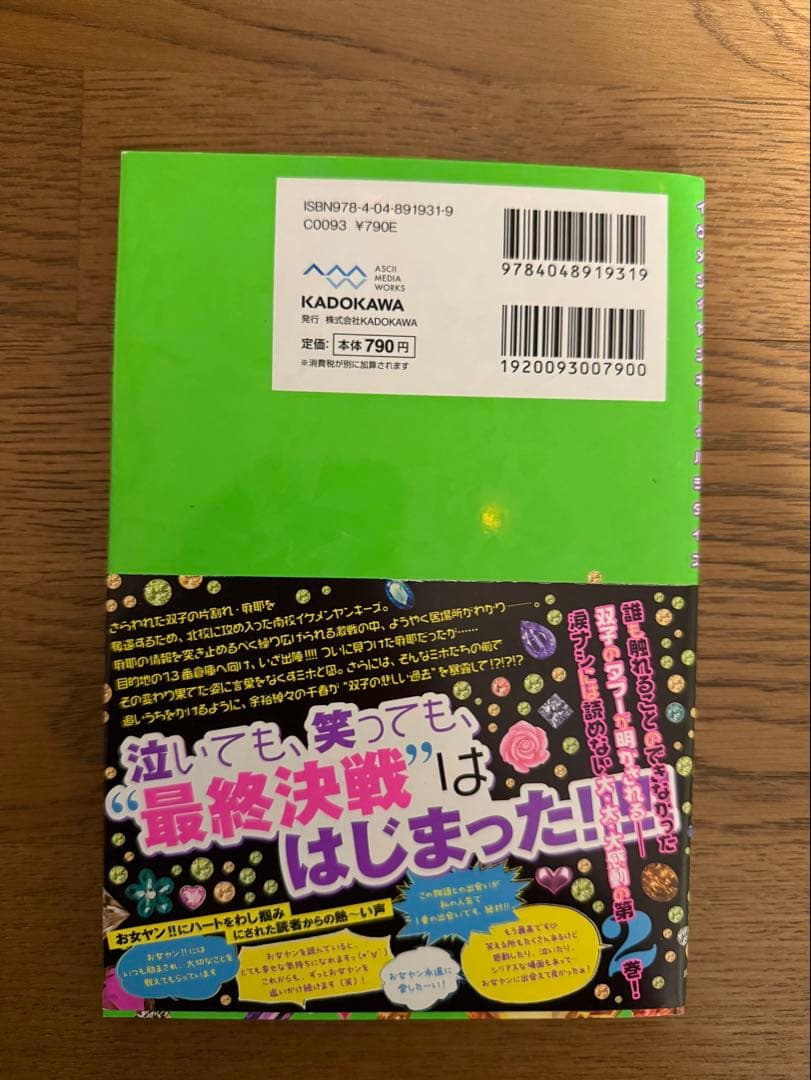 ISBN978-4-04-891931-9
C0093 ¥790E
ASCII
MEDIA
WORKS
KADOKAWA
発行 株式会社KADOKAWA
定価: 本体790円
※消費税が別に加算されます
9784048919319
1920093007900
さらわれた双子の片割れ・麻耶を
奪還するため、北校に攻め入った南校イケメンヤンキーズ。
麻耶の情報を突き止めるべく繰り広げられる激戦の中、ようやく居場所がわかり――。
目的地の13番倉庫へ向け、いざ出陣!!!! ついに見つけた麻耶だったが……
その変わり果てた姿に言葉をなくすミホと凪。さらには、そんなミホたちの前で
追いうちをかけるように、余裕綽々の千春が“双子の悲しい過去”を暴露して!?!?!?
泣いても、笑っても、
“最終決戦”は
はじまった!!!
誰も触れることのできなかった
双子のタブーが明かされる――
涙ナシには読めない大・大・大感動の第2巻!
お女ヤン!!にハートをわし掴み
にされた読者からの熱〜い声
お女ヤン!!には
いつも励まされ、大切なことを
教えてもらっています
お女ヤンを読んでいると、
とても幸せな気持ちになれますっ(*´∀`)
これからも、ずっとお女ヤンを
追いかけ続けます(笑)!
この物語との出会いが
私の人生で
1番の出会いです。絶対!!
お女ヤン永遠に
愛したーい!
もう最高です♡
笑える所もたくさんあるけど
感動したり、泣いたり、
シリアスな場面もあって…
お女ヤンに出会えて良かったぁ!